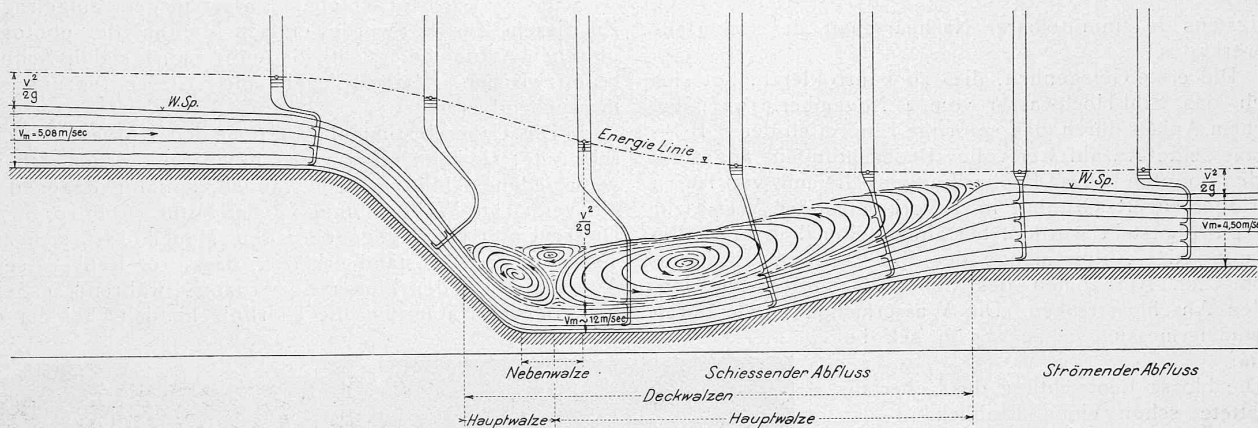 v²
2g
W.Sp.
Vm = 5,08 m/sec
Energie Linie
v²
2g
Vm ~ 12 m/sec
W.Sp.
v²
2g
Vm = 4,50 m/se
Nebenwalze
Schiessender Abfluss
Strömender Abfluss
Deckwalzen
Hauptwalze
Hauptwalze